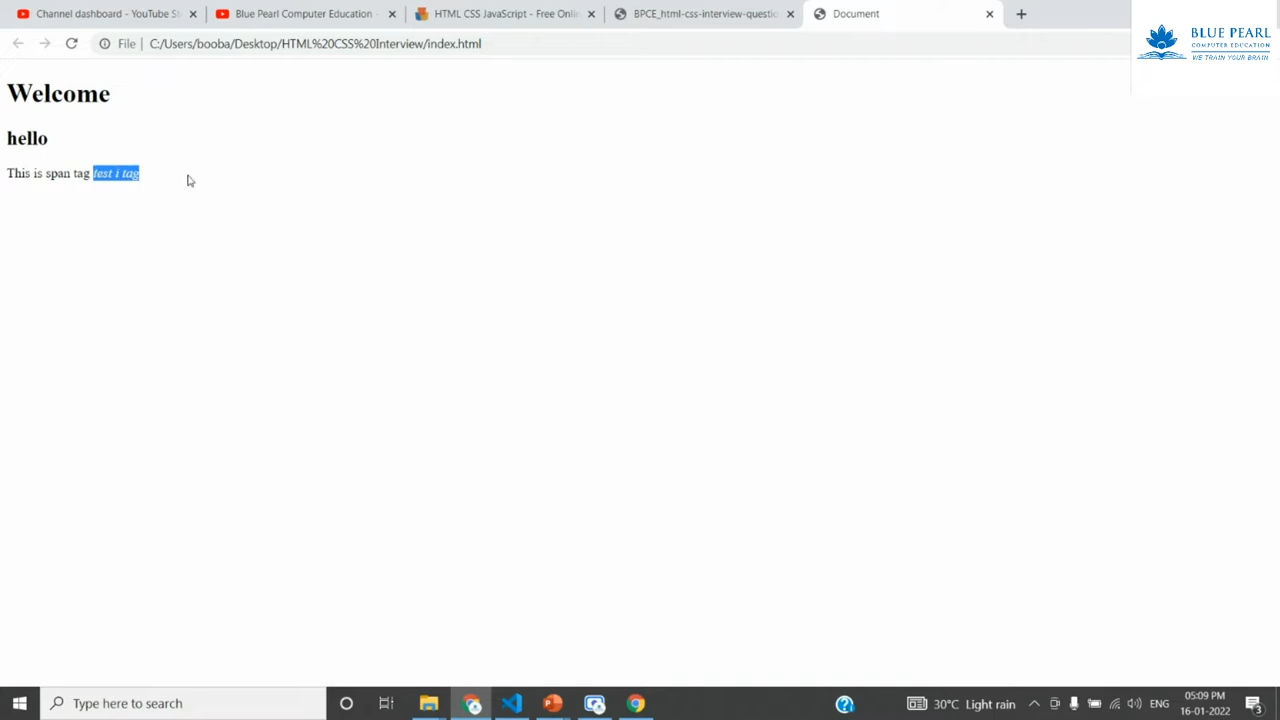 Channel dashboard - YouTube St
Blue Pearl Computer Education -
HTML CSS JavaScript - Free Onli
BPCE_html-css-interview-questio
Document
File | C:/Users/booba/Desktop/HTML%20CSS%20Interview/index.html
BLUE PEARL
COMPUTER EDUCATION
WE TRAIN YOUR BRAIN
Welcome
hello
This is span tag test i tag
Type here to search
30°C Light rain
ENG
05:09 PM
16-01-2022
3